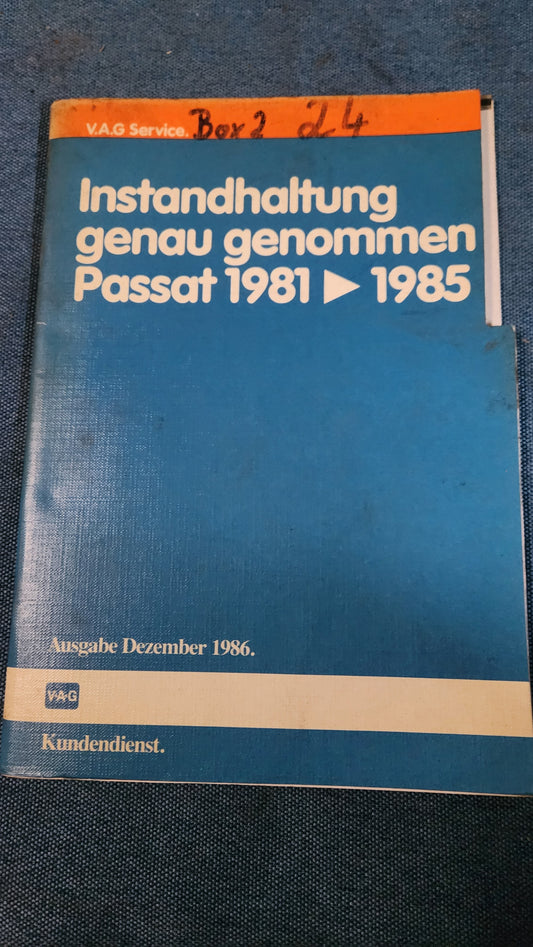 V.A.G Service. Box 2 24
Instandhaltung
genau genommen
Passat 1981 ▶ 1985
Ausgabe Dezember 1986.
V·A·G
Kundendienst.